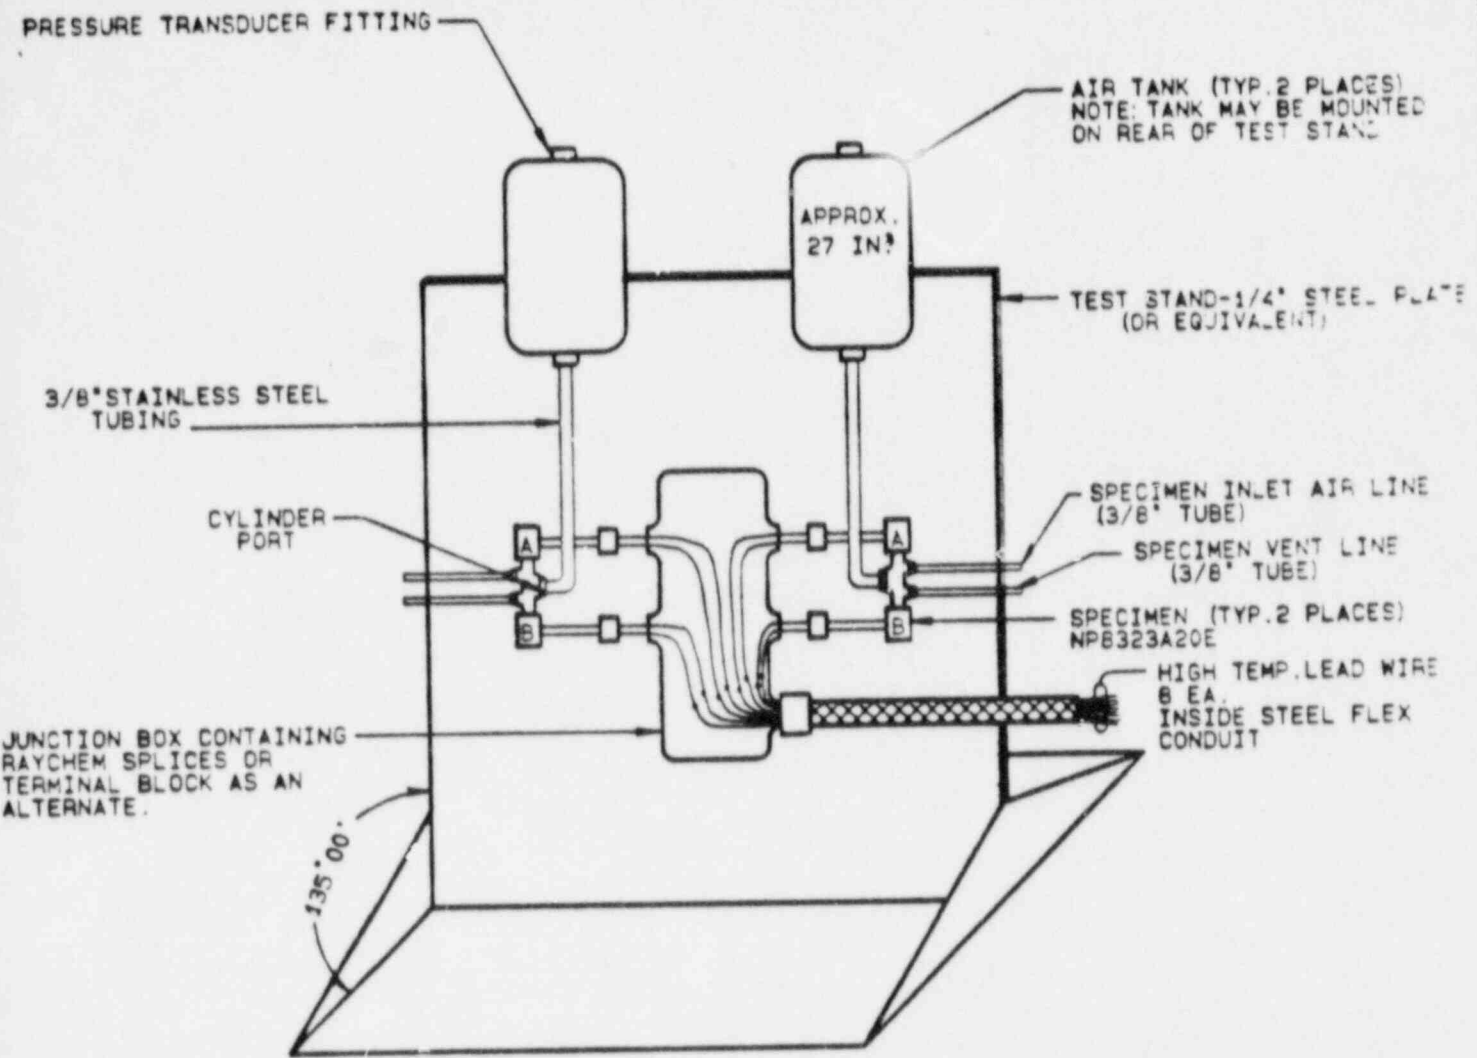 PRESSURE TRANSDUCER FITTING
AIR TANK (TYP.2 PLACES)
NOTE: TANK MAY BE MOUNTED
ON REAR OF TEST STAND
APPROX.
27 IN³
TEST STAND-1/4" STEEL PLATE
(OR EQUIVALENT)
3/8" STAINLESS STEEL
TUBING
SPECIMEN INLET AIR LINE
(3/8" TUBE)
CYLINDER
PORT
A
A
SPECIMEN VENT LINE
(3/8" TUBE)
B
B
SPECIMEN (TYP.2 PLACES)
NP8323A20E
HIGH TEMP.LEAD WIRE
8 EA.
INSIDE STEEL FLEX
CONDUIT
JUNCTION BOX CONTAINING
RAYCHEM SPLICES OR
TERMINAL BLOCK AS AN
ALTERNATE.
135°00'